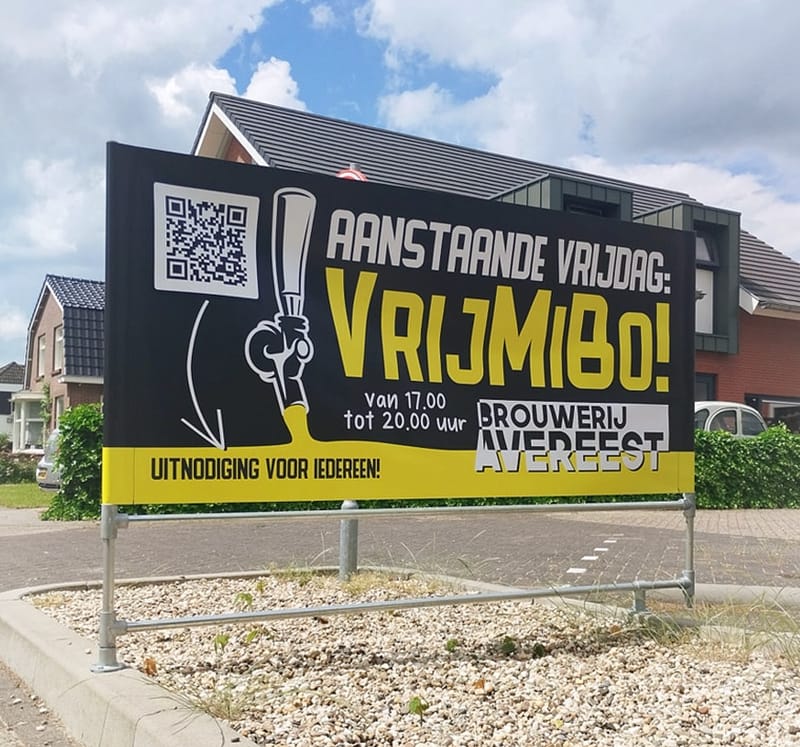 AANSTAANDE VRIJDAG:
VRIJMIBO!
van 17.00
tot 20.00 uur
BROUWERIJ
AVEREEST
UITNODIGING VOOR IEDEREEN!